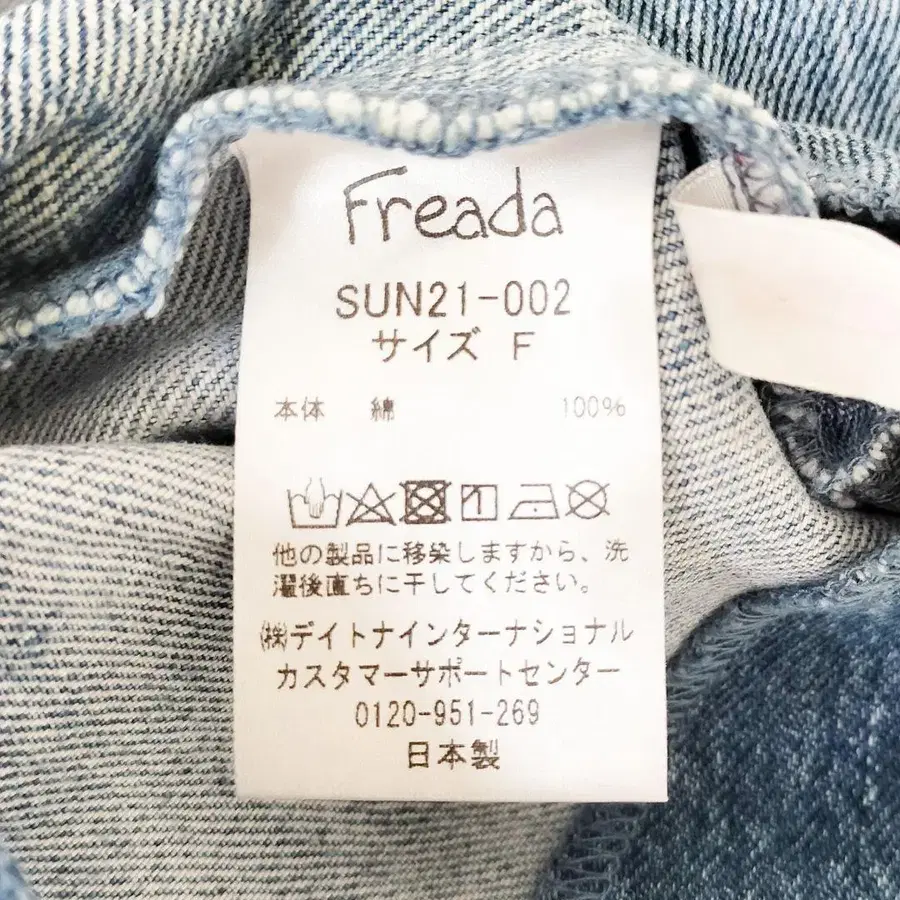 Freada
SUN21-002
サイズ F
本体 綿 100%
他の製品に移染しますから、洗
濯後直ちに干してください。
㈱デイトナインターナショナル
カスタマーサポートセンター
0120-951-269
日本製